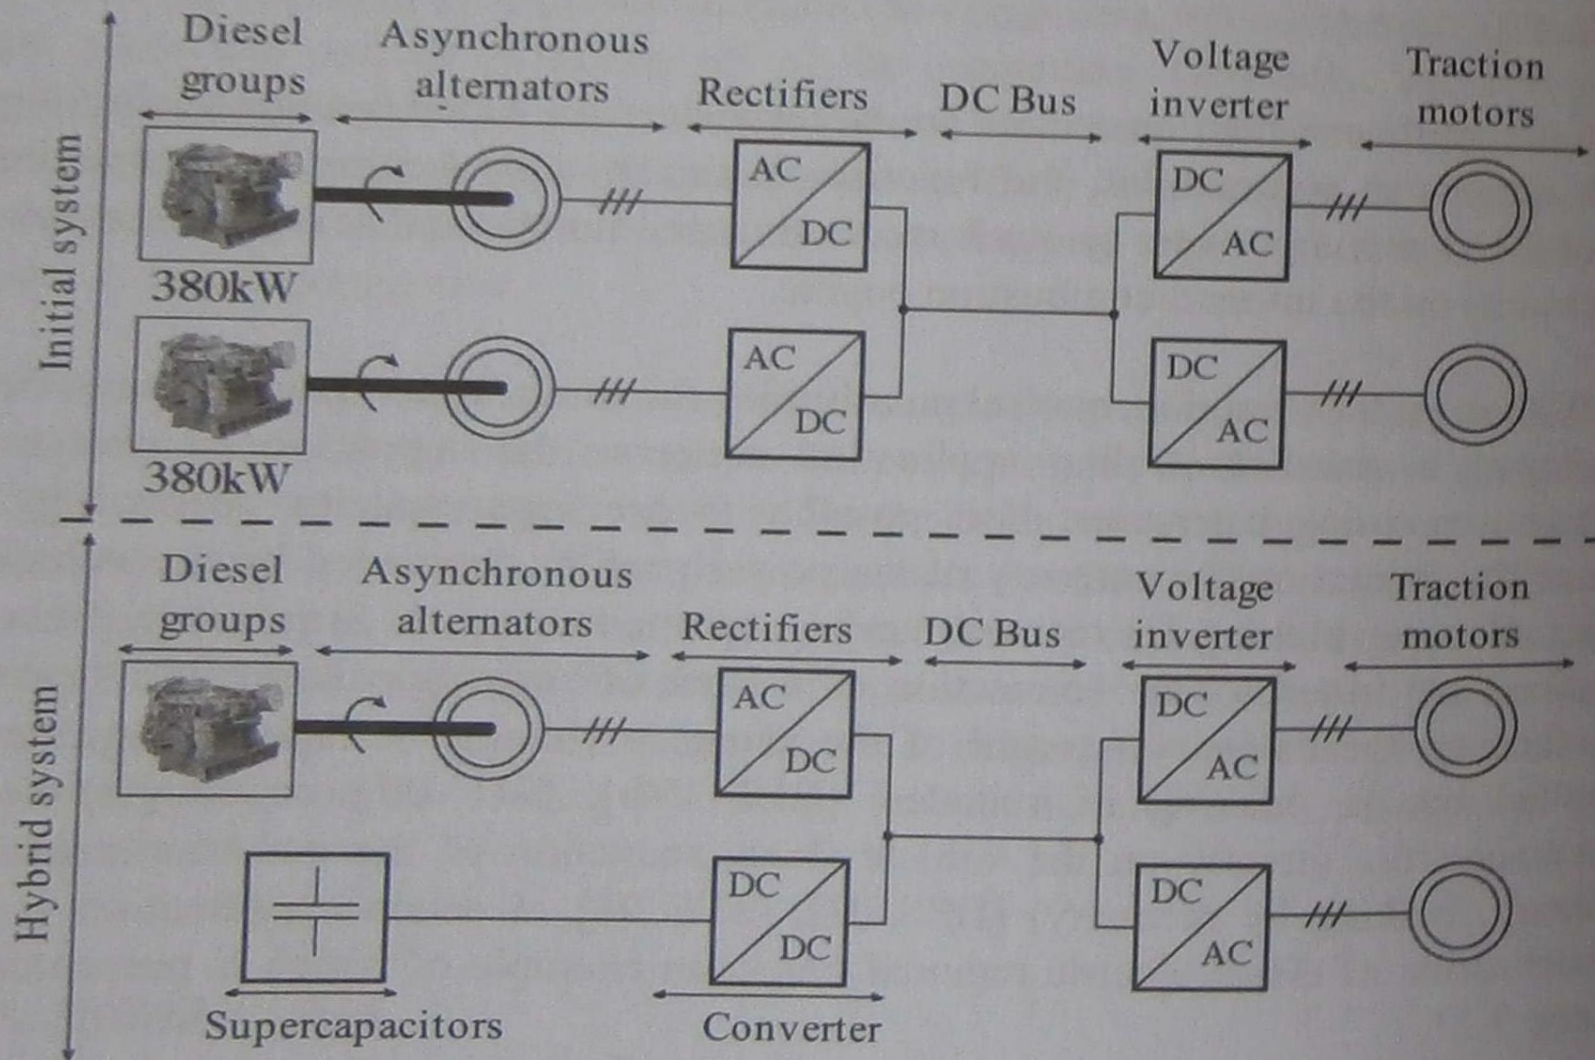 Initial system
Diesel
groups
Asynchronous
alternators
Rectifiers
DC Bus
Voltage
inverter
Traction
motors
AC
DC
DC
AC
380kW
AC
DC
DC
AC
380kW
Hybrid system
Diesel
groups
Asynchronous
alternators
Rectifiers
DC Bus
Voltage
inverter
Traction
motors
AC
DC
DC
AC
DC
DC
DC
AC
Supercapacitors
Converter